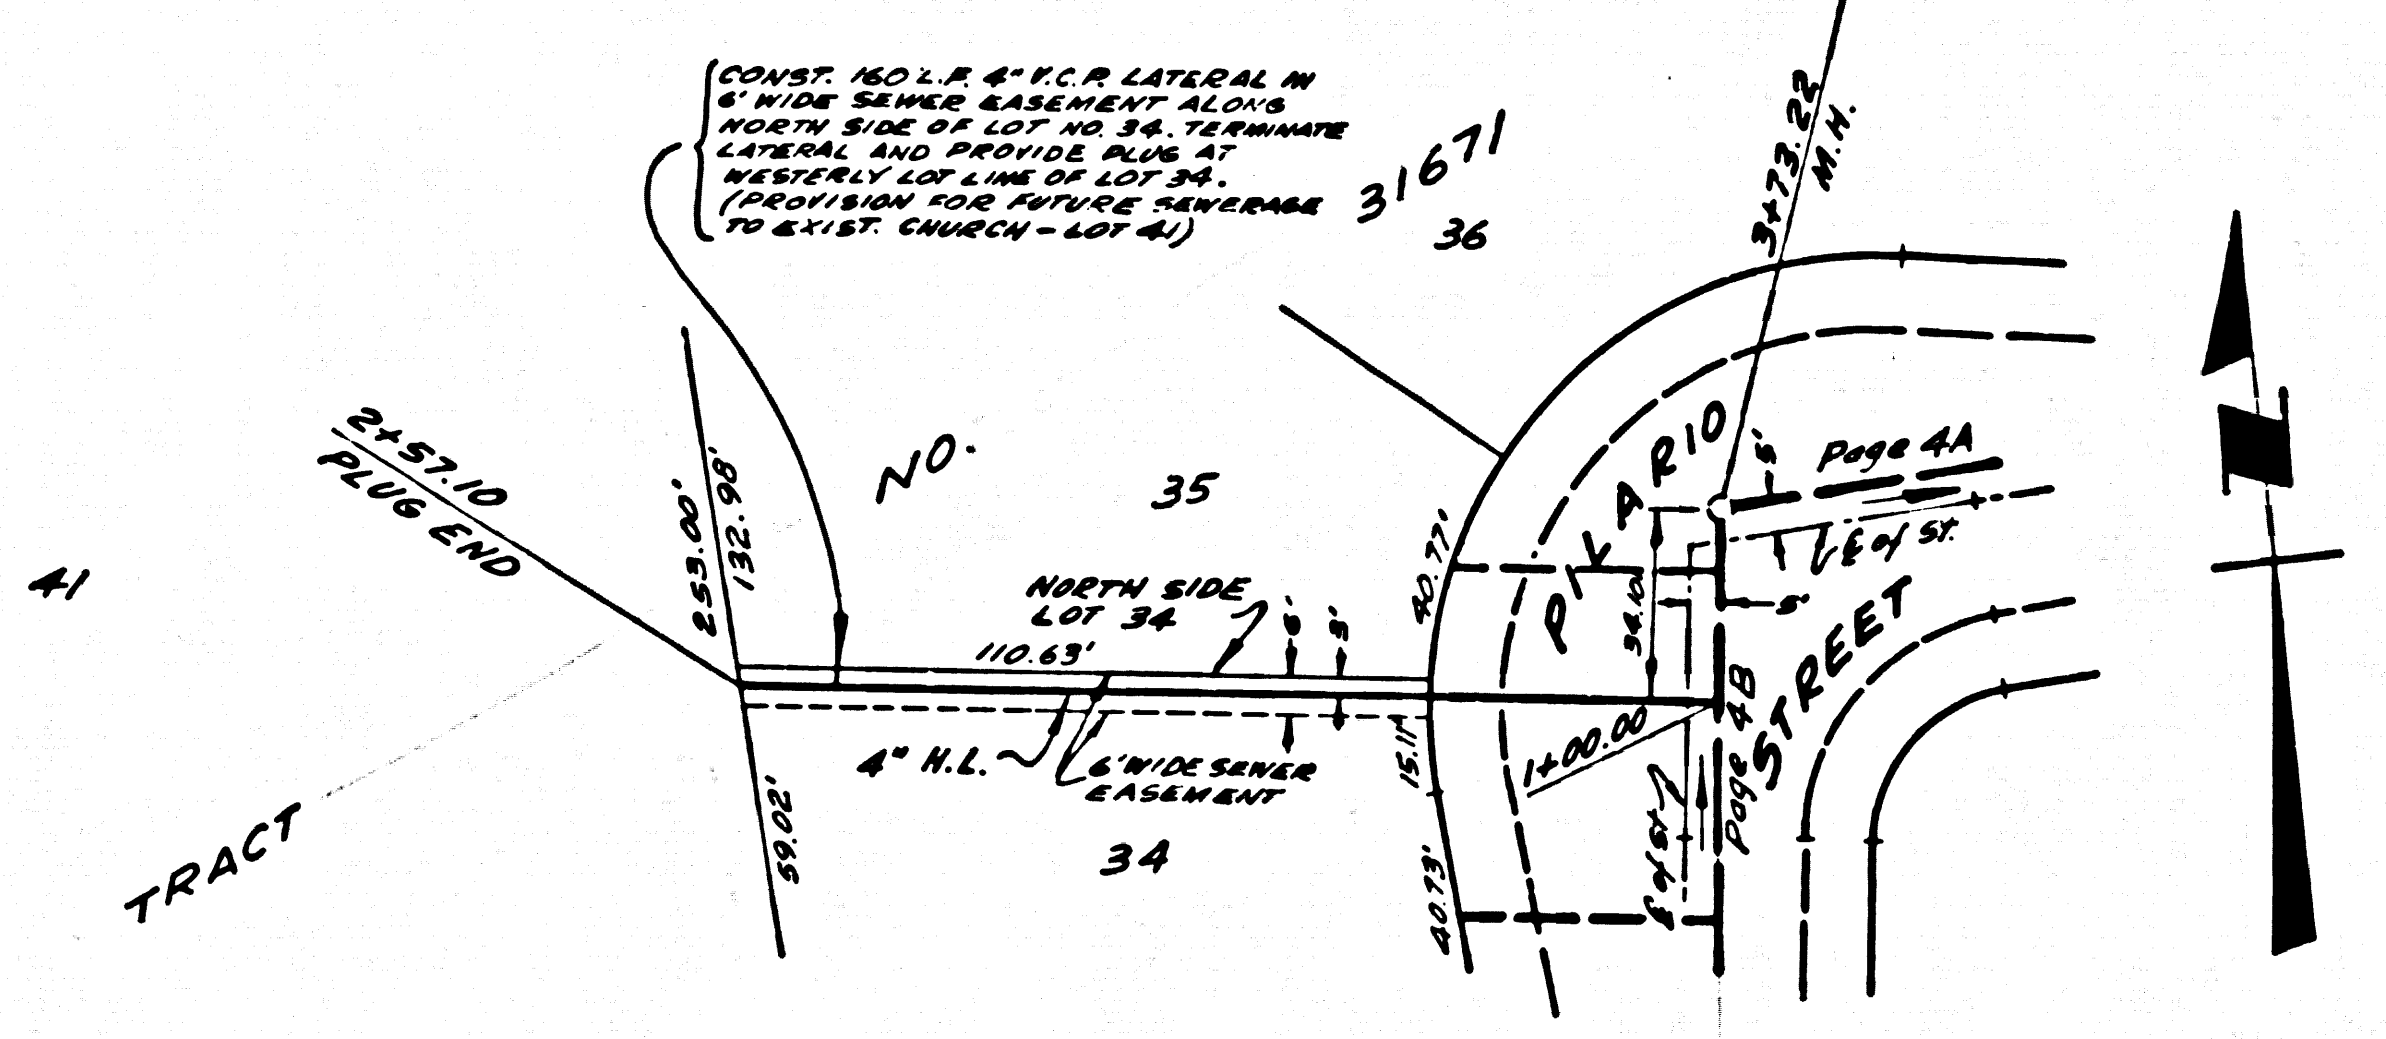 CONST. 160 L.F. 4" V.C.P. LATERAL IN
6' WIDE SEWER EASEMENT ALONG
NORTH SIDE OF LOT NO. 34. TERMINATE
LATERAL AND PROVIDE PLUG AT
WESTERLY LOT LINE OF LOT 34.
(PROVISION FOR FUTURE SEWERAGE
TO EXIST. CHURCH - LOT 41)
31671
36
3+73.22
M.H.
2+57.10
PLUG END
253.00'
132.98'
NO.
35
40.77'
RIO
5'
Page 4A
℄ of St.
41
NORTH SIDE
LOT 34
110.63'
6'
3'
34.10
5'
STREET
4" H.L.
6' WIDE SEWER
EASEMENT
15.11'
1+00.00
Page 4B
℄ of St
59.02'
34
40.73'
TRACT
N